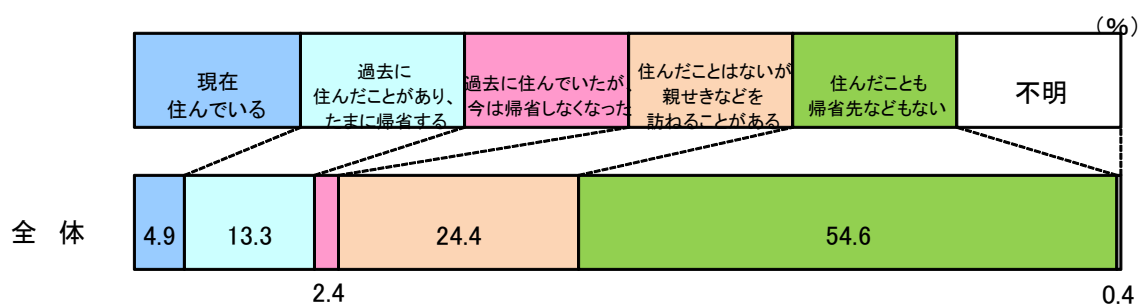 （％）
現在
住んでいる
過去に
住んだことがあり、
たまに帰省する
過去に住んでいたが、
今は帰省しなくなった
住んだことはないが
親せきなどを
訪ねることがある
住んだことも
帰省先などもない
不明
全 体
4.9
13.3
2.4
24.4
54.6
0.4